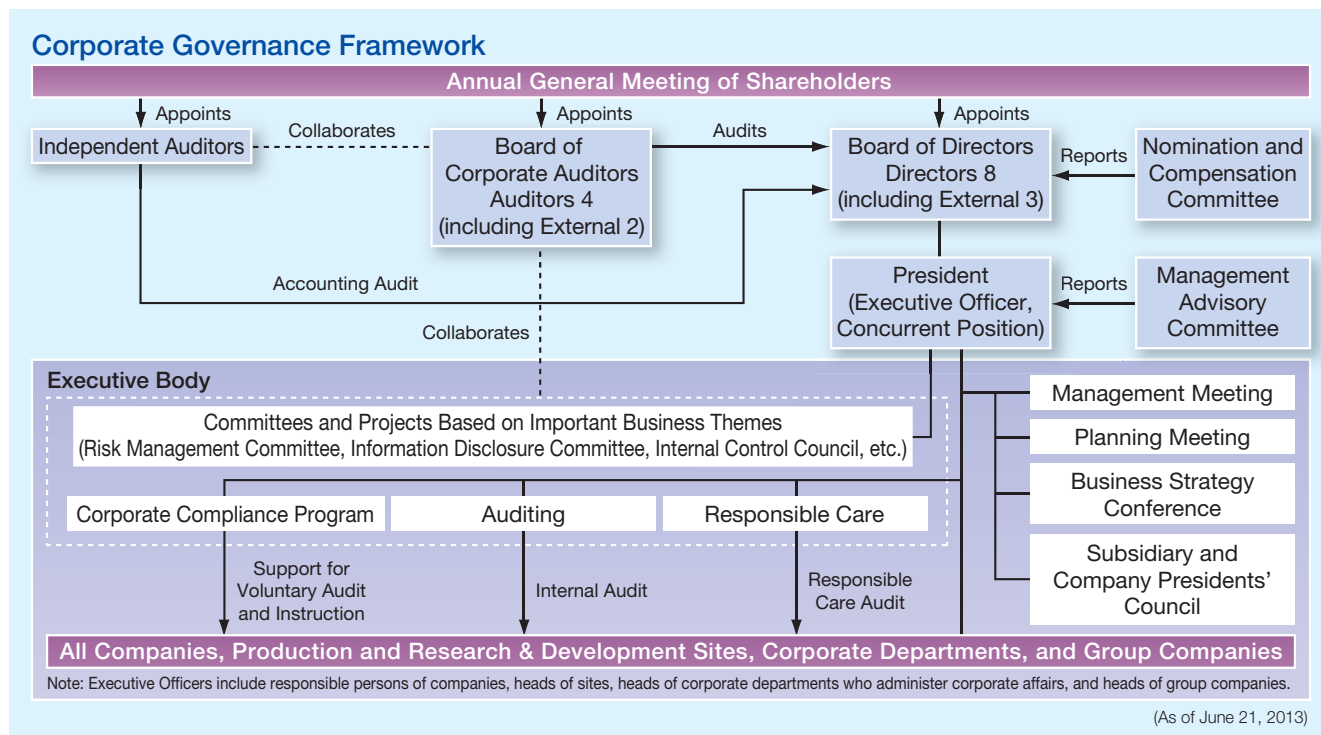 Corporate Governance Framework
Annual General Meeting of Shareholders
Appoints
Appoints
Appoints
Independent Auditors
Collaborates
Board of
Corporate Auditors
Auditors 4
(including External 2)
Audits
Board of Directors
Directors 8
(including External 3)
Reports
Nomination and
Compensation
Committee
Accounting Audit
Collaborates
President
(Executive Officer,
Concurrent Position)
Reports
Management
Advisory
Committee
Executive Body
Committees and Projects Based on Important Business Themes
(Risk Management Committee, Information Disclosure Committee, Internal Control Council, etc.)
Corporate Compliance Program
Auditing
Responsible Care
Management Meeting
Planning Meeting
Business Strategy
Conference
Subsidiary and
Company Presidents’
Council
Support for
Voluntary Audit
and Instruction
Internal Audit
Responsible
Care Audit
All Companies, Production and Research & Development Sites, Corporate Departments, and Group Companies
Note: Executive Officers include responsible persons of companies, heads of sites, heads of corporate departments who administer corporate affairs, and heads of group companies.
(As of June 21, 2013)